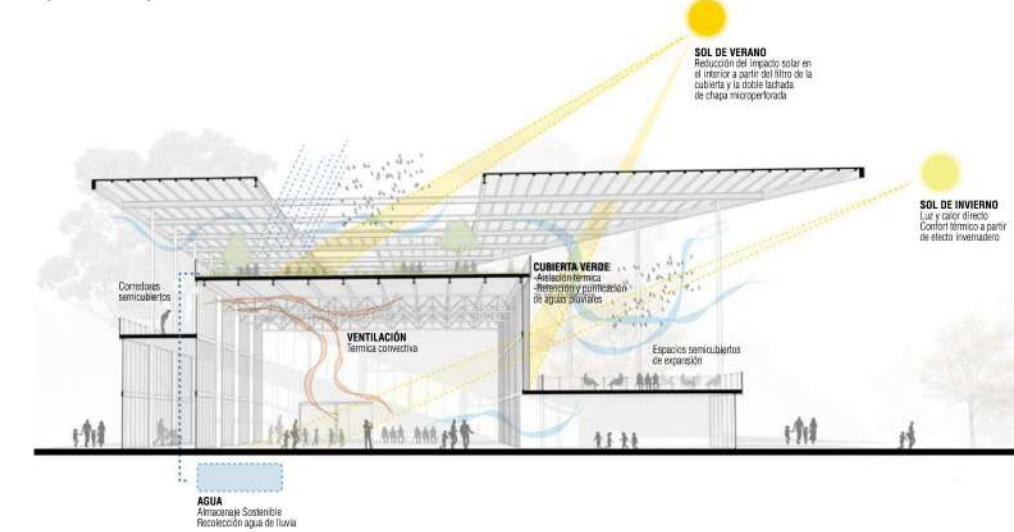 SOL DE VERANO
Reducción del impacto solar en
el interior a partir del filtro de la
cubierta y la doble fachada
de chapa microperforada
SOL DE INVIERNO
Luz y calor directo
Confort térmico a partir
de efecto invernadero
CUBIERTA VERDE
-Aislación térmica
-Retención y purificación
de aguas pluviales
Corredores
semicubiertos
VENTILACIÓN
Termica convectiva
Espacios semicubiertos
de expansión
AGUA
Almacenaje Sostenible
Recolección agua de lluvia